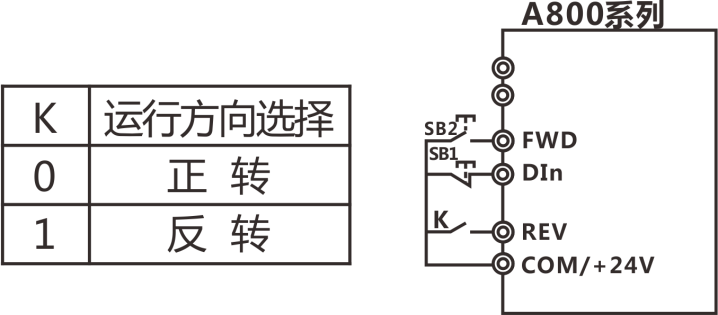 K 运行方向选择
0 正 转
1 反 转
A800系列
SB2
FWD
SB1
DIn
K
REV
COM/+24V